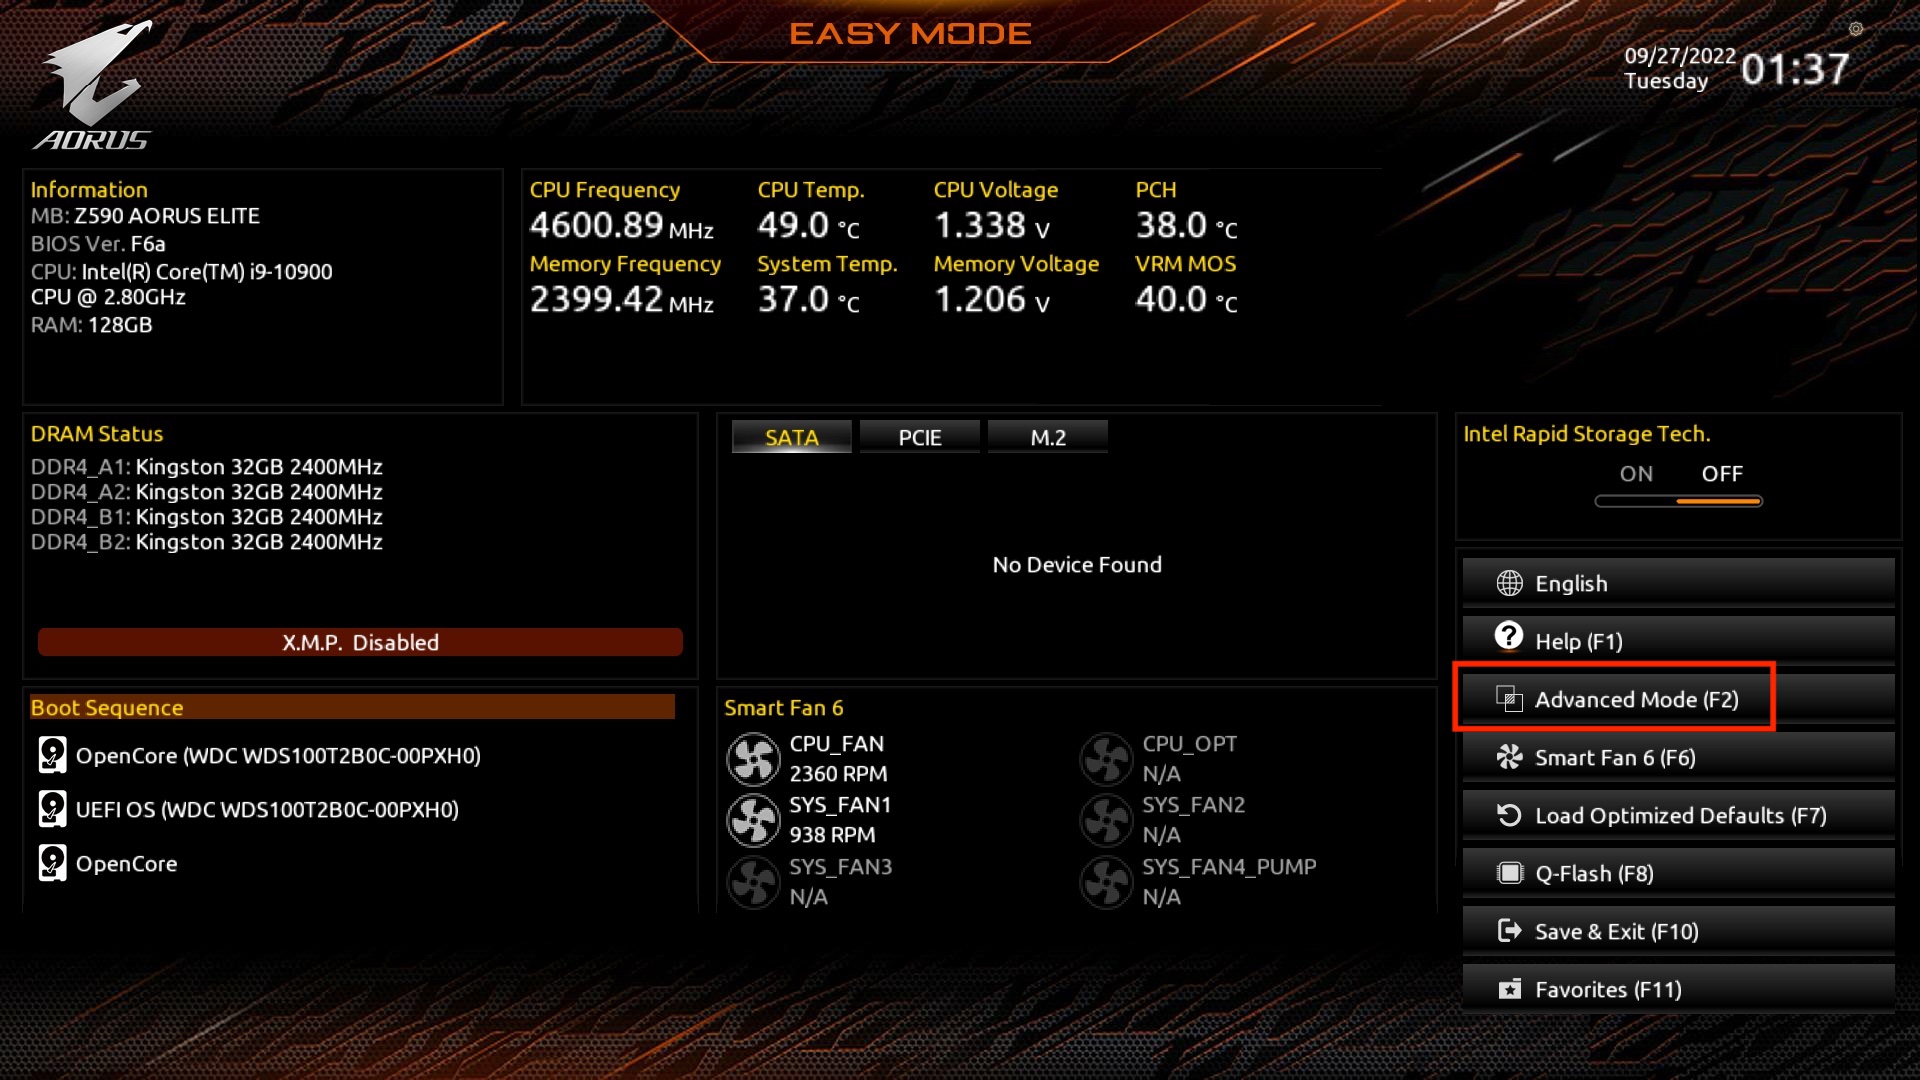 EASY MODE
09/27/2022
Tuesday
01:37
AORUS
Information
MB: Z590 AORUS ELITE
BIOS Ver. F6a
CPU: Intel(R) Core(TM) i9-10900
CPU @ 2.80GHz
RAM: 128GB
CPU Frequency
4600.89 MHz
CPU Temp.
49.0 °C
CPU Voltage
1.338 V
PCH
38.0 °C
Memory Frequency
2399.42 MHz
System Temp.
37.0 °C
Memory Voltage
1.206 V
VRM MOS
40.0 °C
DRAM Status
DDR4_A1: Kingston 32GB 2400MHz
DDR4_A2: Kingston 32GB 2400MHz
DDR4_B1: Kingston 32GB 2400MHz
DDR4_B2: Kingston 32GB 2400MHz
X.M.P. Disabled
SATA
PCIE
M.2
No Device Found
Intel Rapid Storage Tech.
ON OFF
Boot Sequence
OpenCore (WDC WDS100T2B0C-00PXH0)
UEFI OS (WDC WDS100T2B0C-00PXH0)
OpenCore
Smart Fan 6
CPU_FAN
2360 RPM
CPU_OPT
N/A
SYS_FAN1
938 RPM
SYS_FAN2
N/A
SYS_FAN3
N/A
SYS_FAN4_PUMP
N/A
English
Help (F1)
Advanced Mode (F2)
Smart Fan 6 (F6)
Load Optimized Defaults (F7)
Q-Flash (F8)
Save & Exit (F10)
Favorites (F11)